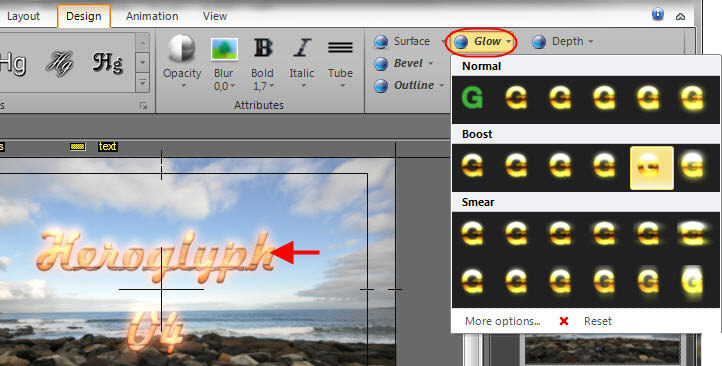 Layout Design Animation View
Hg Hg Hg
Opacity Blur Bold Italic Tube
0,0 1,7
Attributes
Surface Glow Depth
Bevel
Outline
Normal
G G G G G G
Boost
G G G G G G
Smear
G G G G G G
G G G G G G
More options... Reset
s text
Heroglyph
V4